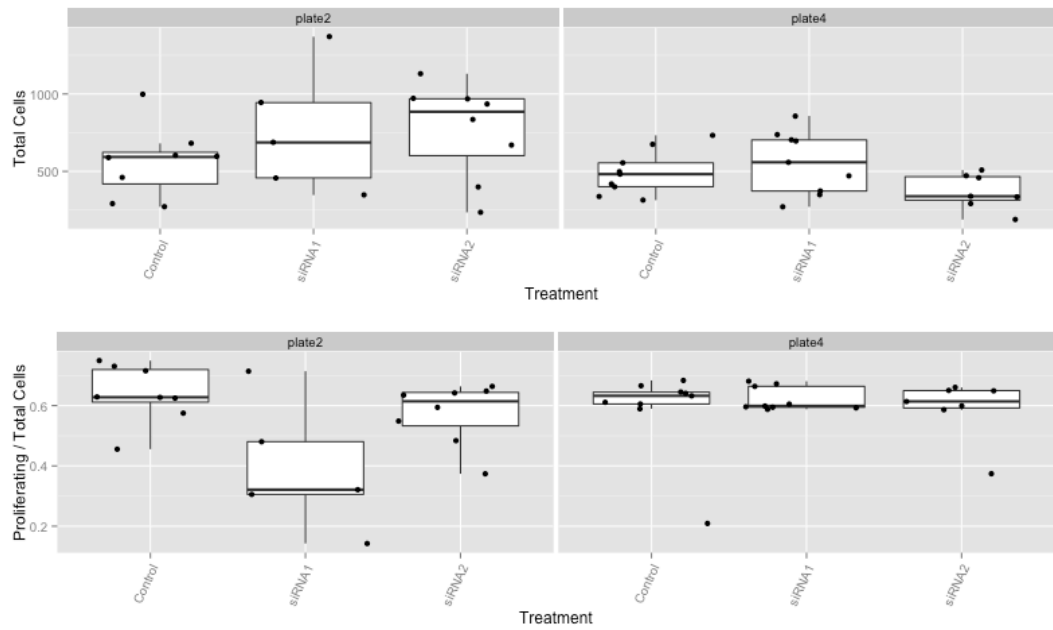 plate2 plate4
Total Cells
1000
500
Control siRNA1 siRNA2 Control siRNA1 siRNA2
Treatment
plate2 plate4
Proliferating / Total Cells
0.6
0.4
0.2
Control siRNA1 siRNA2 Control siRNA1 siRNA2
Treatment